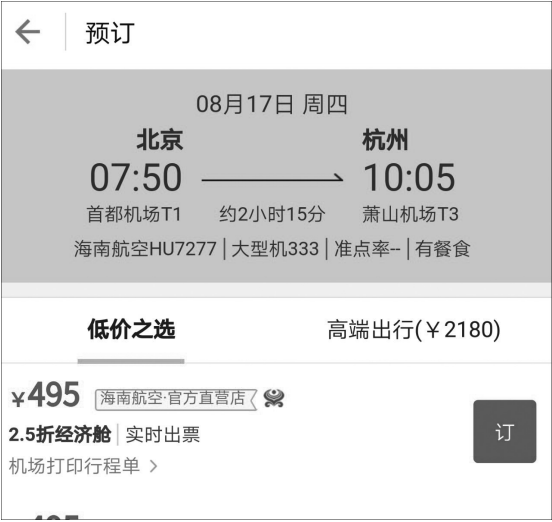 预订
08月17日 周四
北京 杭州
07:50 10:05
首都机场T1 约2小时15分 萧山机场T3
海南航空HU7277|大型机333|准点率--|有餐食
低价之选 高端出行(￥2180)
￥495 海南航空·官方直营店
2.5折经济舱|实时出票
订
机场打印行程单